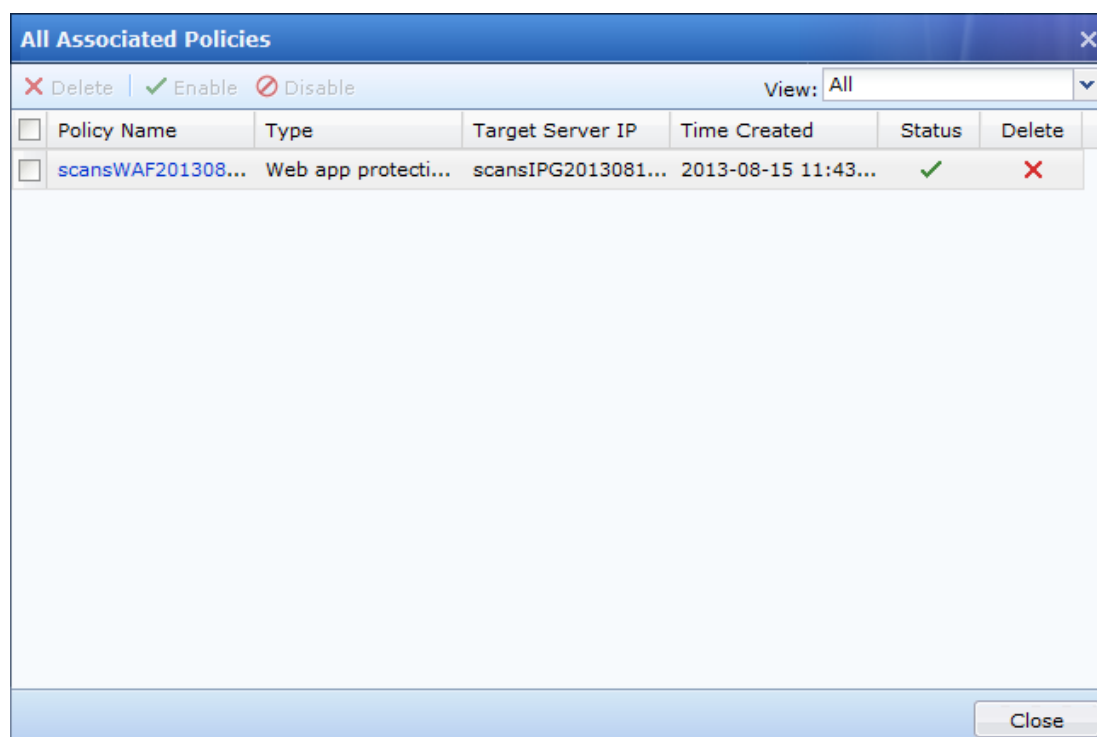 All Associated Policies
Delete Enable Disable View: All
Policy Name Type Target Server IP Time Created Status Delete
scansWAF201308... Web app protecti... scansIPG2013081... 2013-08-15 11:43...
Close